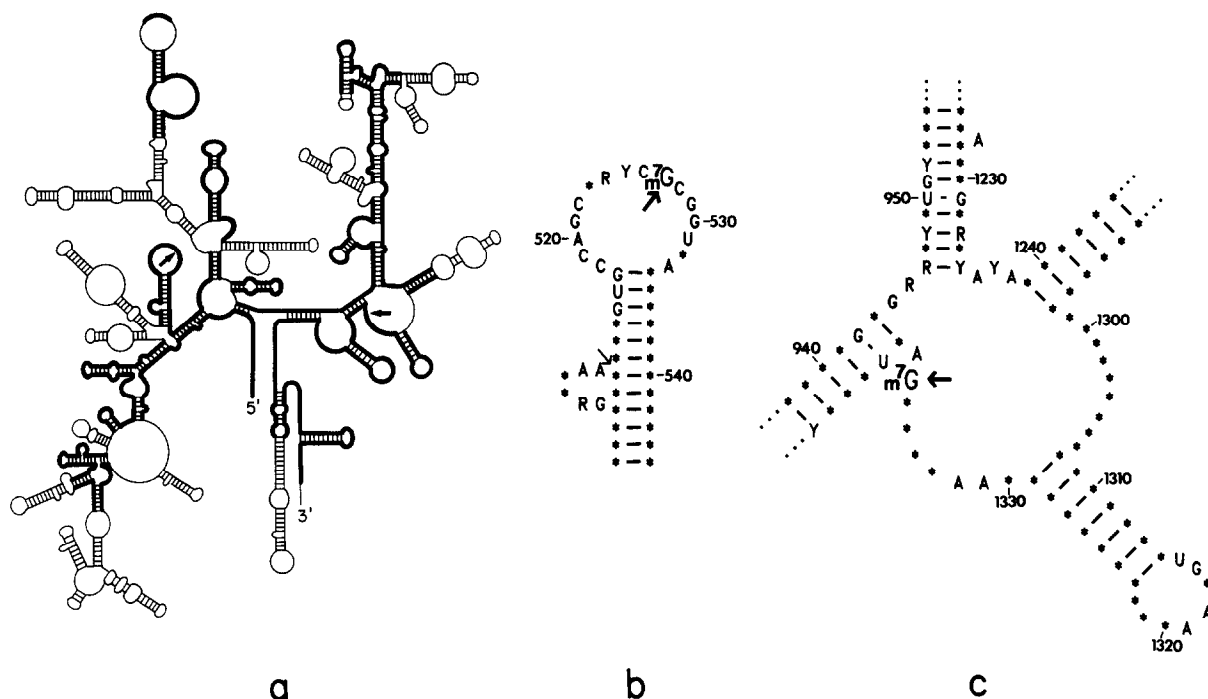 5'
3'
a
R Y C m7G C G G U A
530
520
C G A C C G U G
A A
R G
540
b
Y G U Y Y R
950
A
1230
G R Y A Y A
1240
1300
R G
G U A
m7G
940
Y
A A
1330
1310
U G A A
1320
c